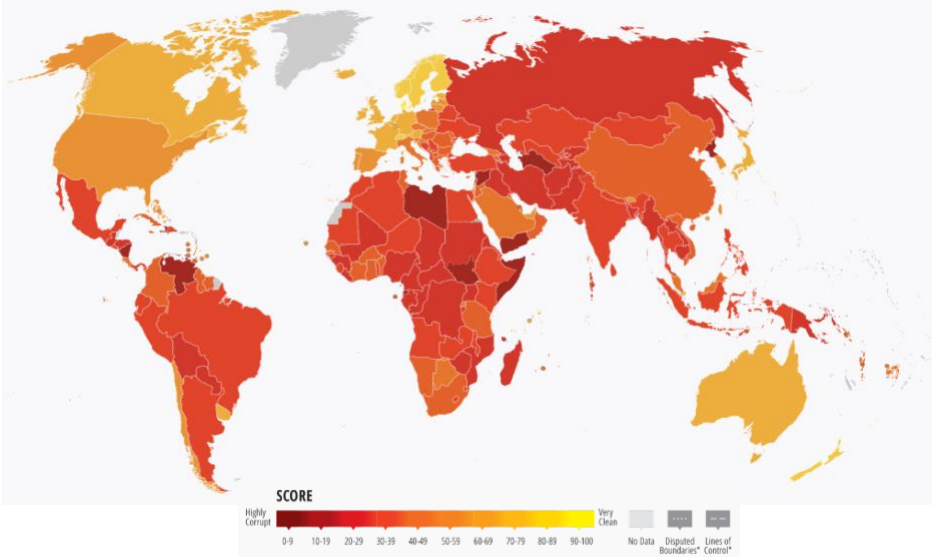 SCORE
Highly
Corrupt
Very
Clean
0-9 10-19 20-29 30-39 40-49 50-59 60-69 70-79 80-89 90-100
No Data
Disputed
Boundaries*
Lines of
Control*